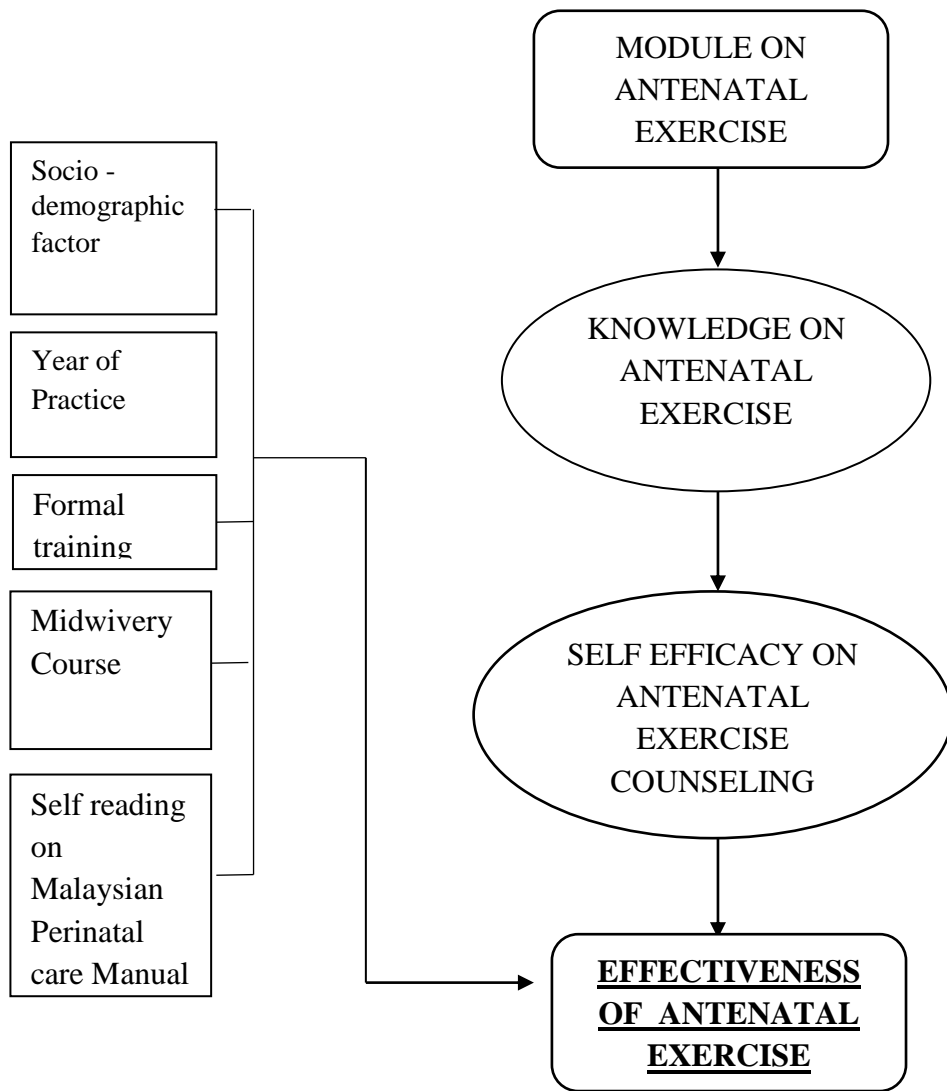 MODULE ON
ANTENATAL
EXERCISE
Socio -
demographic
factor
Year of
Practice
Formal
training
Midwivery
Course
Self reading
on
Malaysian
Perinatal
care Manual
KNOWLEDGE ON
ANTENATAL
EXERCISE
SELF EFFICACY ON
ANTENATAL
EXERCISE
COUNSELING
EFFECTIVENESS
OF ANTENATAL
EXERCISE